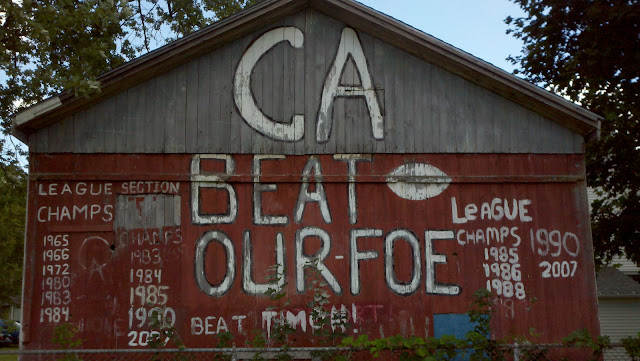 CA
BEAT
OUR-FOE
LEAGUE
CHAMPS
1965
1966
1972
1980
1983
1984
SECTION
CHAMPS
1983
1984
1985
1990
LEAGUE
CHAMPS
1985
1986
1988
1990
2007
BEAT